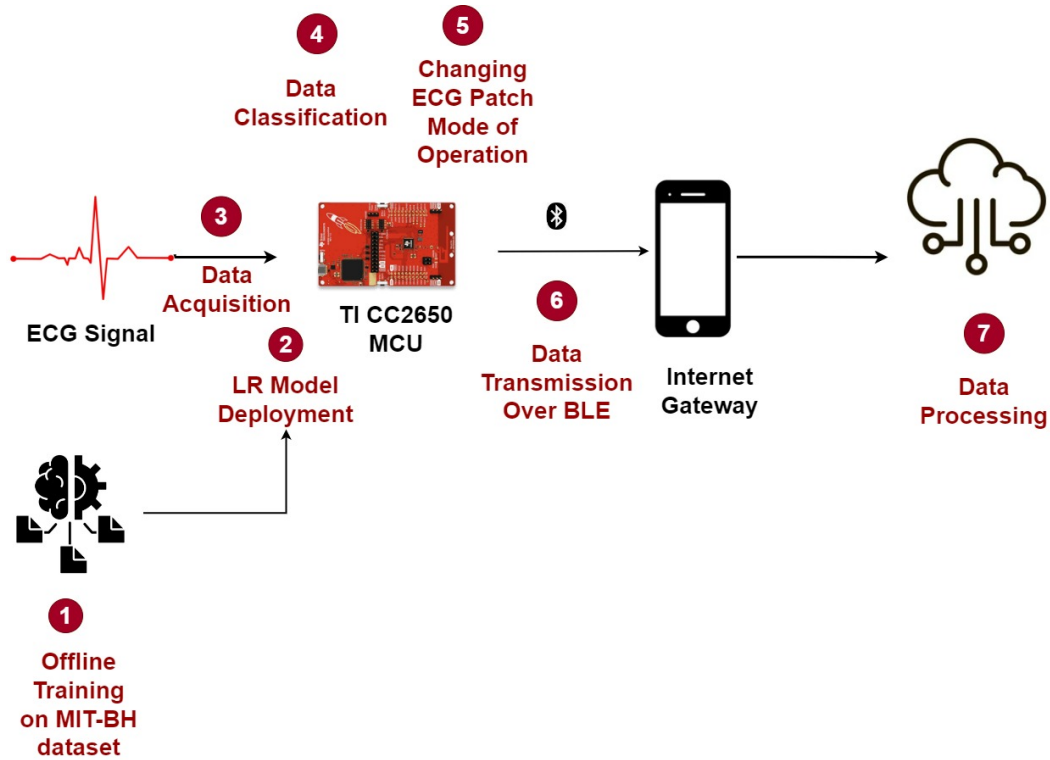 4
Data
Classification
5
Changing
ECG Patch
Mode of
Operation
3
Data
Acquisition
ECG Signal
TI CC2650
MCU
2
LR Model
Deployment
6
Data
Transmission
Over BLE
Internet
Gateway
7
Data
Processing
1
Offline
Training
on MIT-BH
dataset